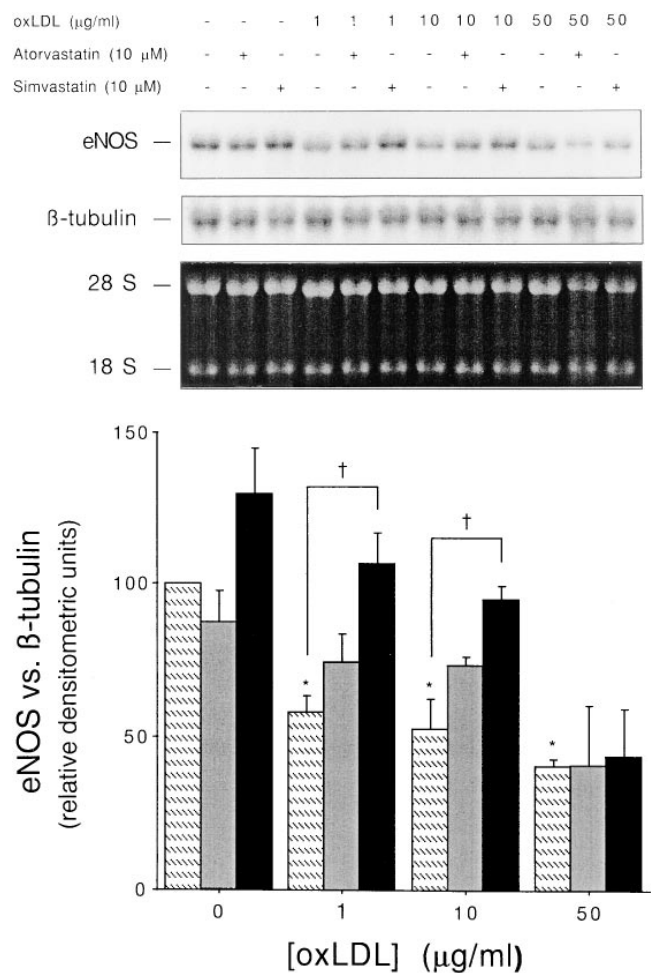 oxLDL (µg/ml) - - - 1 1 1 10 10 10 50 50 50
Atorvastatin (10 µM) - + - - + - - + - - + -
Simvastatin (10 µM) - - + - - + - - + - - +
eNOS —
ß-tubulin —
28 S —
18 S —
150
†
†
100
*
*
50
*
0
eNOS vs. ß-tubulin
(relative densitometric units)
0 1 10 50
[oxLDL] (µg/ml)